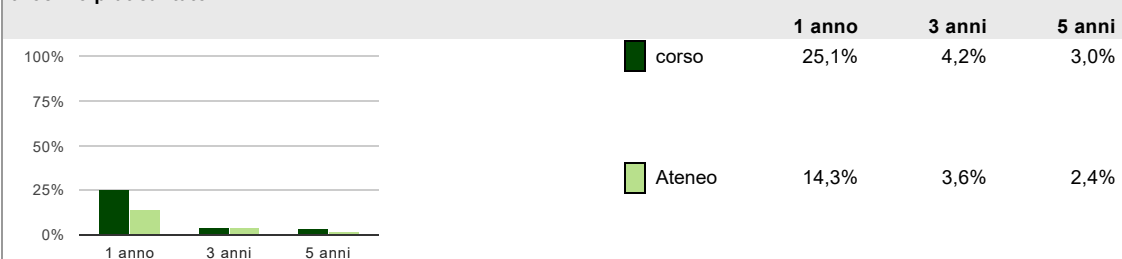 1 anno 3 anni 5 anni
100%
75%
50%
25%
0%
1 anno 3 anni 5 anni
corso 25,1% 4,2% 3,0%
Ateneo 14,3% 3,6% 2,4%